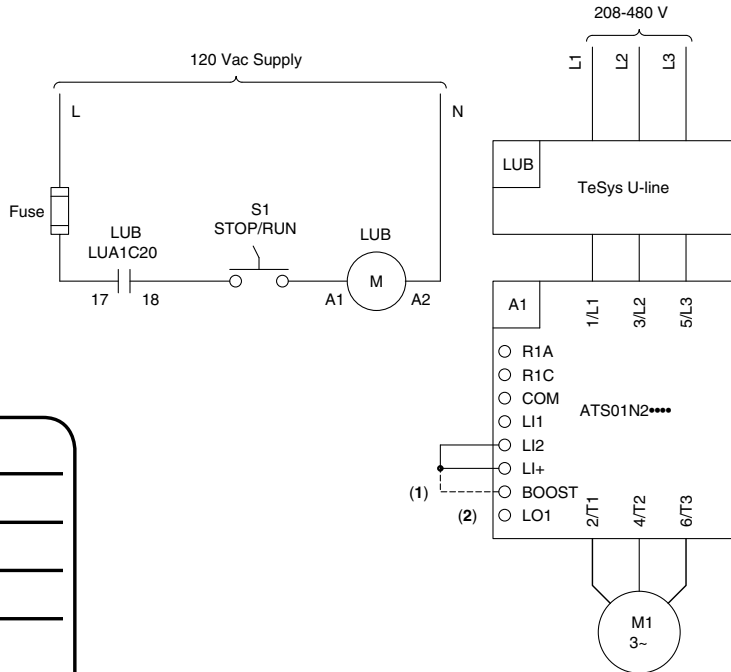 120 Vac Supply
L
N
Fuse
LUB
LUA1C20
17
18
S1
STOP/RUN
LUB
M
A1
A2
208-480 V
L1
L2
L3
LUB
TeSys U-line
A1
1/L1
3/L2
5/L3
R1A
R1C
COM
LI1
LI2
LI+
BOOST
LO1
ATS01N2••••
(1)
(2)
2/T1
4/T2
6/T3
M1
3~